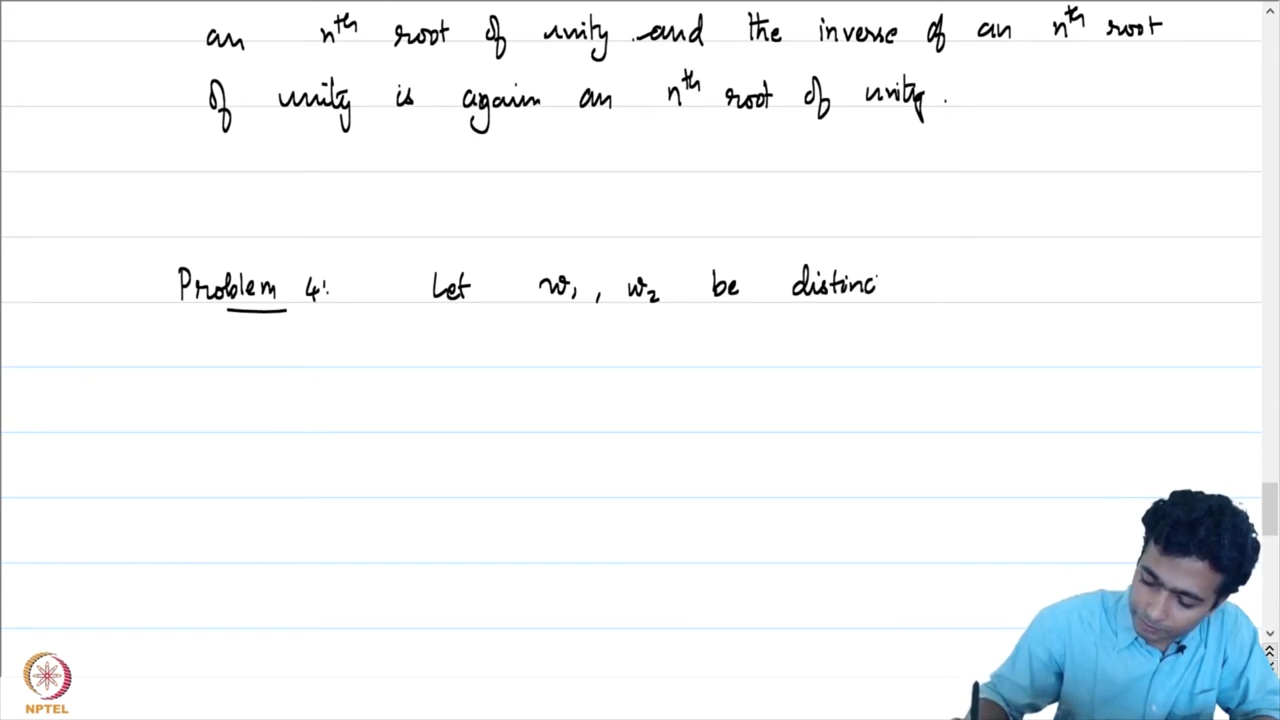 an nth root of unity and the inverse of an nth root
of unity is again an nth root of unity.
Problem 4: Let w1, w2 be distinc
NPTEL